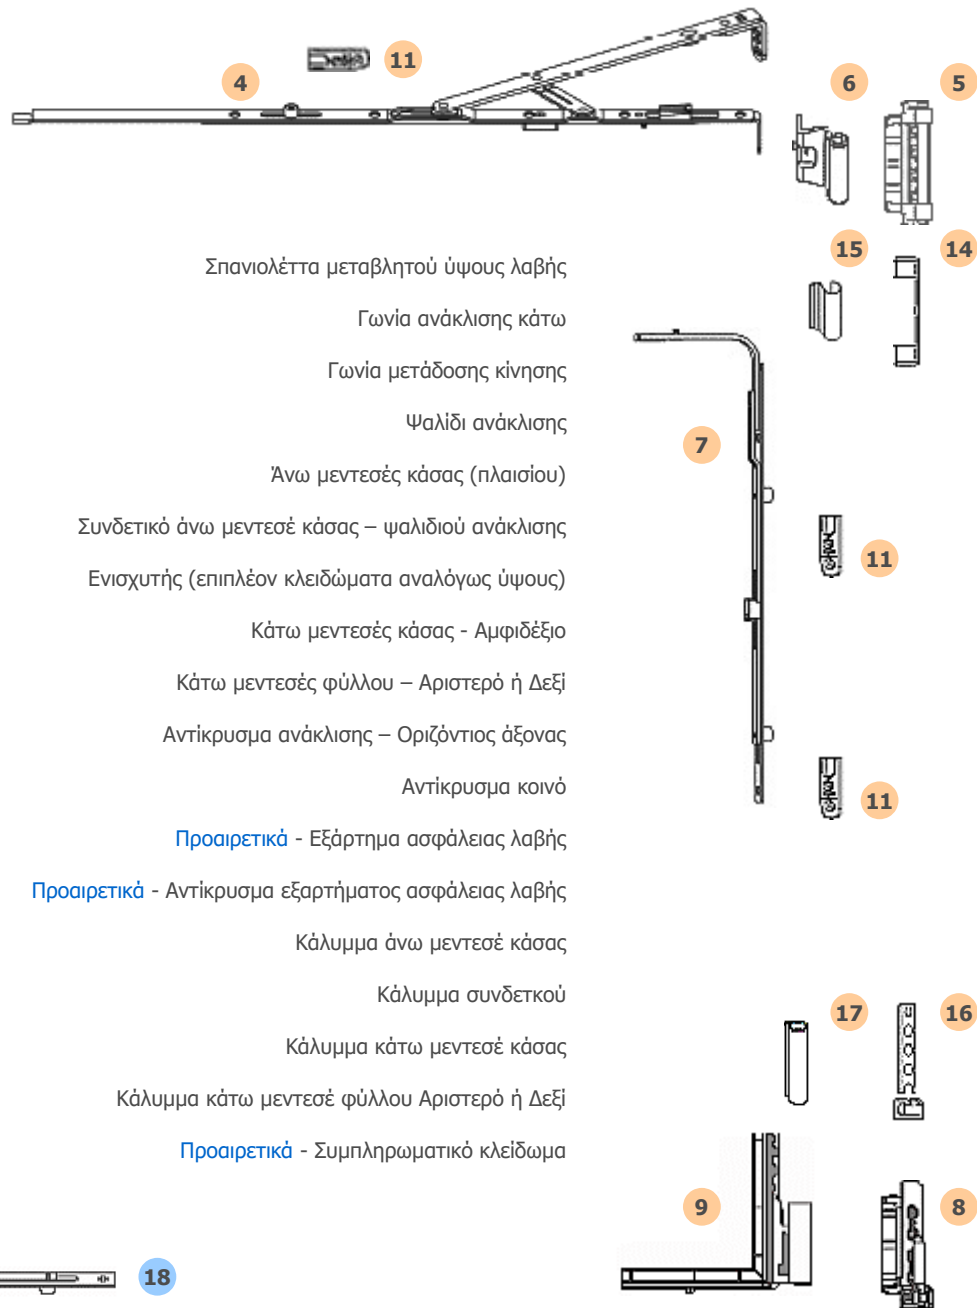 11
4
6
5
15
14
Σπανιολέττα μεταβλητού ύψους λαβής
Γωνία ανάκλισης κάτω
Γωνία μετάδοσης κίνησης
Ψαλίδι ανάκλισης
7
Άνω μεντεσές κάσας (πλαισίου)
Συνδετικό άνω μεντεσέ κάσας – ψαλιδιού ανάκλισης
11
Ενισχυτής (επιπλέον κλειδώματα αναλόγως ύψους)
Κάτω μεντεσές κάσας - Αμφιδέξιο
Κάτω μεντεσές φύλλου – Αριστερό ή Δεξί
Αντίκρυσμα ανάκλισης – Οριζόντιος άξονας
Αντίκρυσμα κοινό
11
Προαιρετικά - Εξάρτημα ασφάλειας λαβής
Προαιρετικά - Αντίκρυσμα εξαρτήματος ασφάλειας λαβής
Κάλυμμα άνω μεντεσέ κάσας
Κάλυμμα συνδετκού
17
16
Κάλυμμα κάτω μεντεσέ κάσας
Κάλυμμα κάτω μεντεσέ φύλλου Αριστερό ή Δεξί
Προαιρετικά - Συμπληρωματικό κλείδωμα
9
8
18